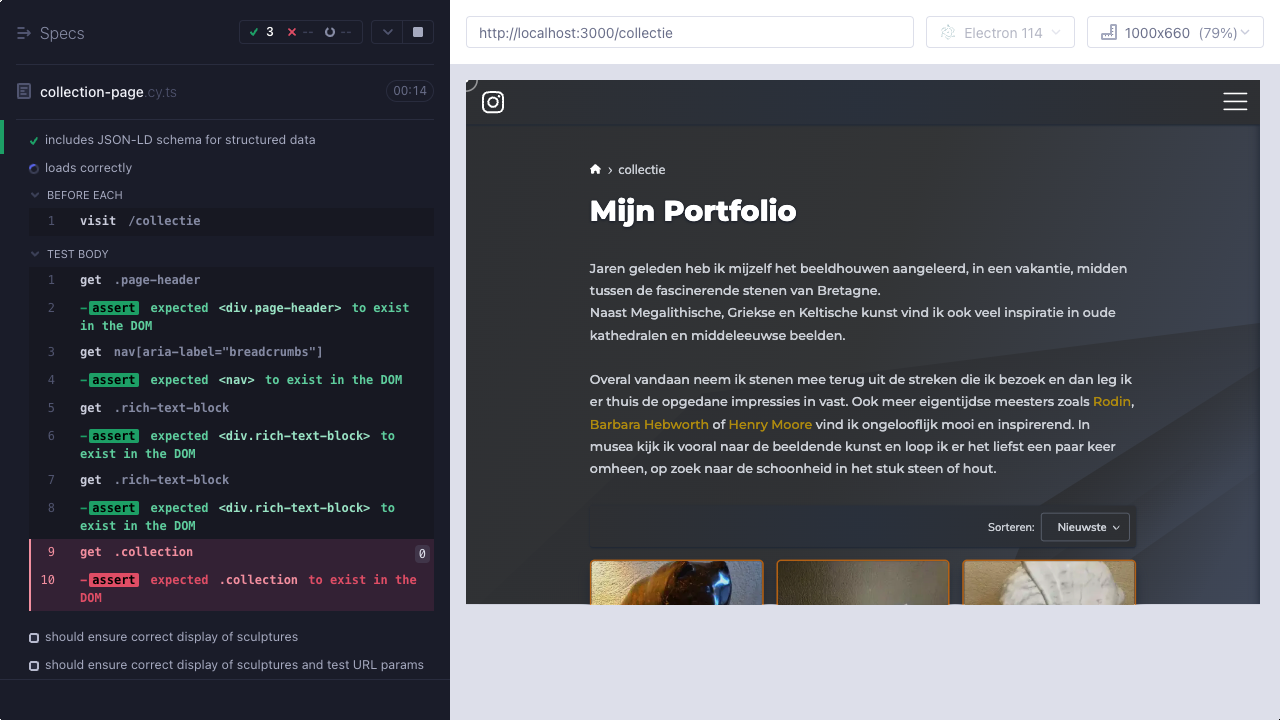 Specs
3 -- --
collection-page.cy.ts 00:14
includes JSON-LD schema for structured data
loads correctly
BEFORE EACH
1 visit /collectie
TEST BODY
1 get .page-header
2 -assert expected <div.page-header> to exist
in the DOM
3 get nav[aria-label="breadcrumbs"]
4 -assert expected <nav> to exist in the DOM
5 get .rich-text-block
6 -assert expected <div.rich-text-block> to
exist in the DOM
7 get .rich-text-block
8 -assert expected <div.rich-text-block> to
exist in the DOM
9 get .collection 0
10 -assert expected .collection to exist in the
DOM
should ensure correct display of sculptures
should ensure correct display of sculptures and test URL params
http://localhost:3000/collectie
Electron 114
1000x660 (79%)
› collectie
Mijn Portfolio
Jaren geleden heb ik mijzelf het beeldhouwen aangeleerd, in een vakantie, midden
tussen de fascinerende stenen van Bretagne.
Naast Megalithische, Griekse en Keltische kunst vind ik ook veel inspiratie in oude
kathedralen en middeleeuwse beelden.
Overal vandaan neem ik stenen mee terug uit de streken die ik bezoek en dan leg ik
er thuis de opgedane impressies in vast. Ook meer eigentijdse meesters zoals Rodin,
Barbara Hebworth of Henry Moore vind ik ongelooflijk mooi en inspirerend. In
musea kijk ik vooral naar de beeldende kunst en loop ik er het liefst een paar keer
omheen, op zoek naar de schoonheid in het stuk steen of hout.
Sorteren: Nieuwste